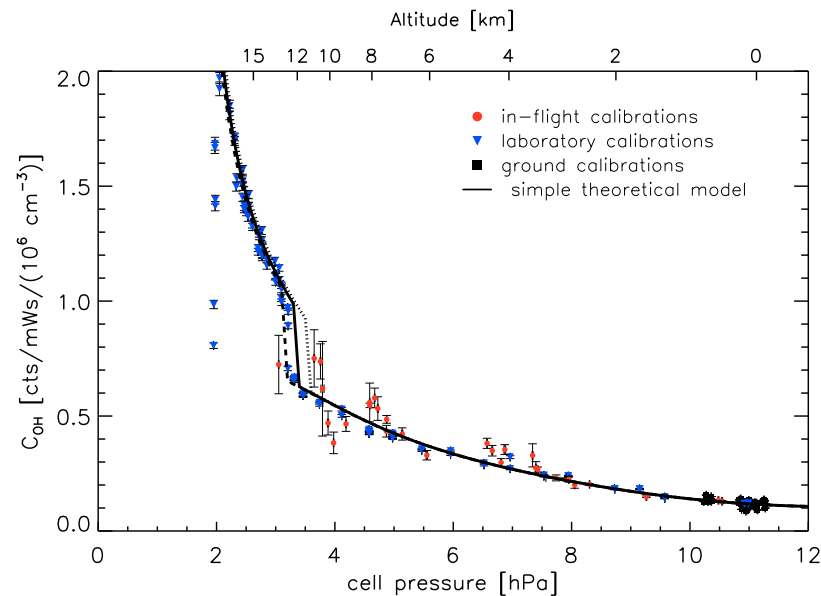 Altitude [km]
15 12 10 8 6 4 2 0
2.0
1.5
1.0
0.5
0.0
C_OH [cts/mWs/(10^6 cm^-3)]
in-flight calibrations
laboratory calibrations
ground calibrations
simple theoretical model
0 2 4 6 8 10 12
cell pressure [hPa]